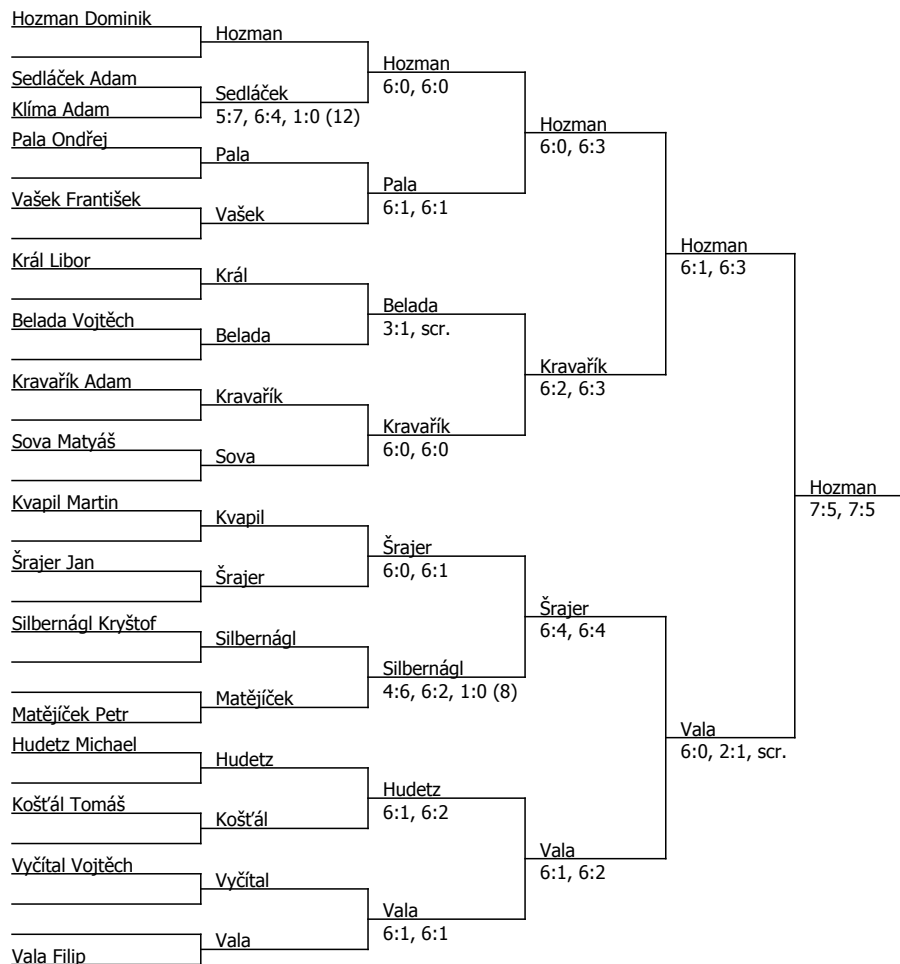 Hozman Dominik
Hozman
Hozman
6:0, 6:0
Sedláček Adam
Sedláček
Klíma Adam
5:7, 6:4, 1:0 (12)
Hozman
6:0, 6:3
Pala Ondřej
Pala
Pala
6:1, 6:1
Vašek František
Vašek
Hozman
6:1, 6:3
Král Libor
Král
Belada
3:1, scr.
Belada Vojtěch
Belada
Kravařík
6:2, 6:3
Kravařík Adam
Kravařík
Kravařík
6:0, 6:0
Sova Matyáš
Sova
Hozman
7:5, 7:5
Kvapil Martin
Kvapil
Šrajer
6:0, 6:1
Šrajer Jan
Šrajer
Šrajer
6:4, 6:4
Silbernágl Kryštof
Silbernágl
Silbernágl
4:6, 6:2, 1:0 (8)
Matějíček
Matějíček Petr
Vala
6:0, 2:1, scr.
Hudetz Michael
Hudetz
Hudetz
6:1, 6:2
Košťál Tomáš
Košťál
Vala
6:1, 6:2
Vyčítal Vojtěch
Vyčítal
Vala
6:1, 6:1
Vala
Vala Filip